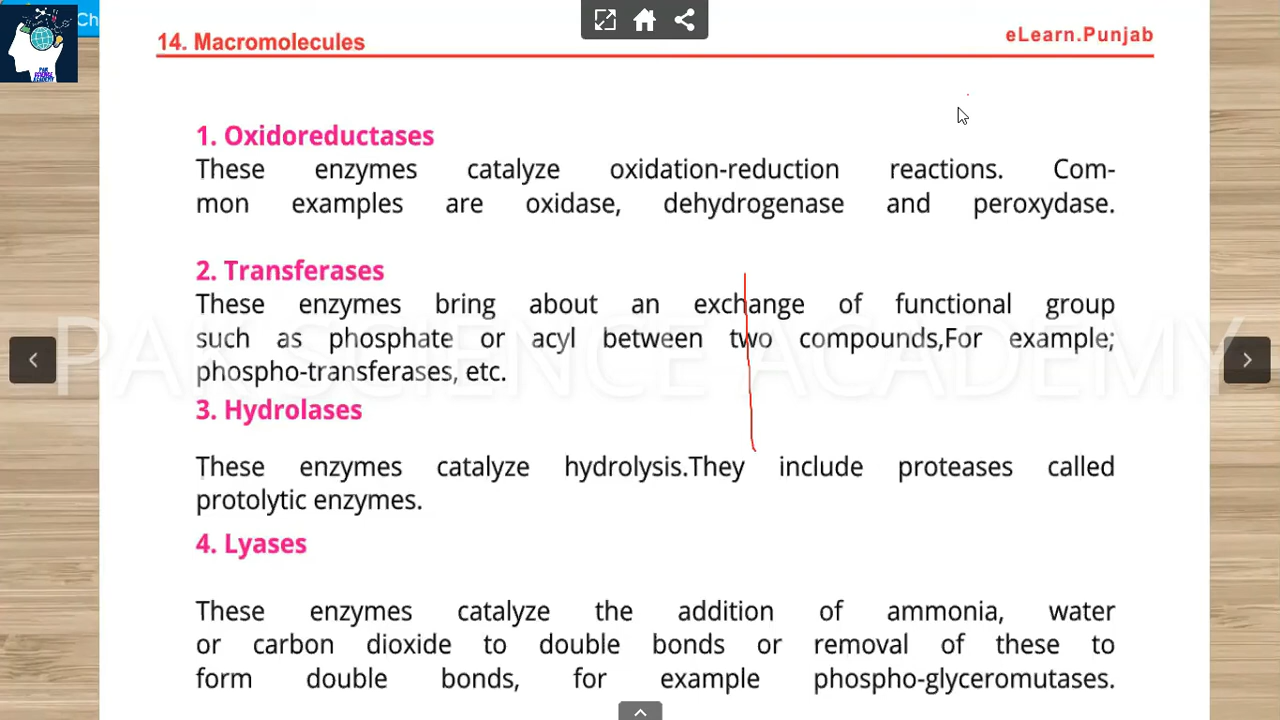 Ch
PAK SCIENCE ACADEMY
14. Macromolecules
eLearn.Punjab
1. Oxidoreductases
These enzymes catalyze oxidation-reduction reactions. Com-
mon examples are oxidase, dehydrogenase and peroxydase.
2. Transferases
These enzymes bring about an exchange of functional group
such as phosphate or acyl between two compounds,For example;
phospho-transferases, etc.
PAK SCIENCE ACADEMY
3. Hydrolases
These enzymes catalyze hydrolysis.They include proteases called
protolytic enzymes.
4. Lyases
These enzymes catalyze the addition of ammonia, water
or carbon dioxide to double bonds or removal of these to
form double bonds, for example phospho-glyceromutases.